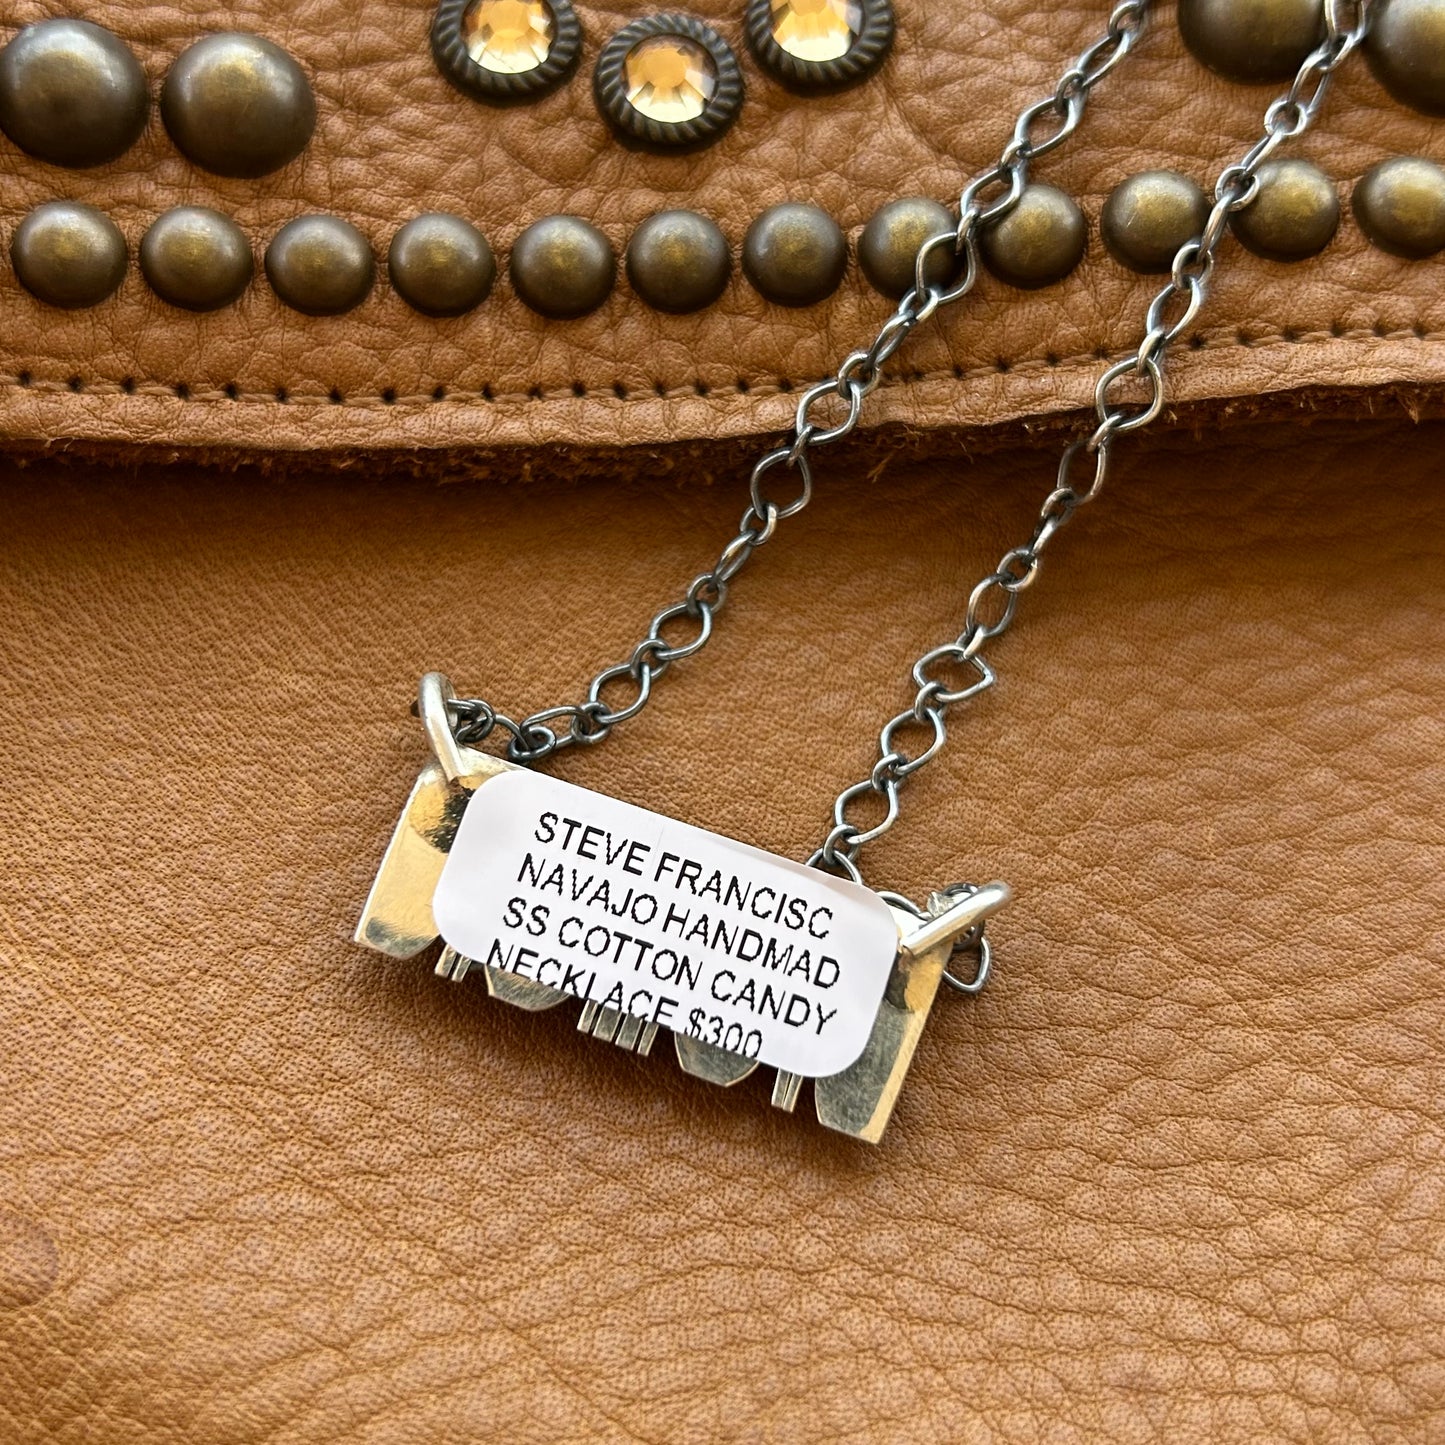 STEVE FRANCISC
NAVAJO HANDMAD
SS COTTON CANDY
NECKLACE $300